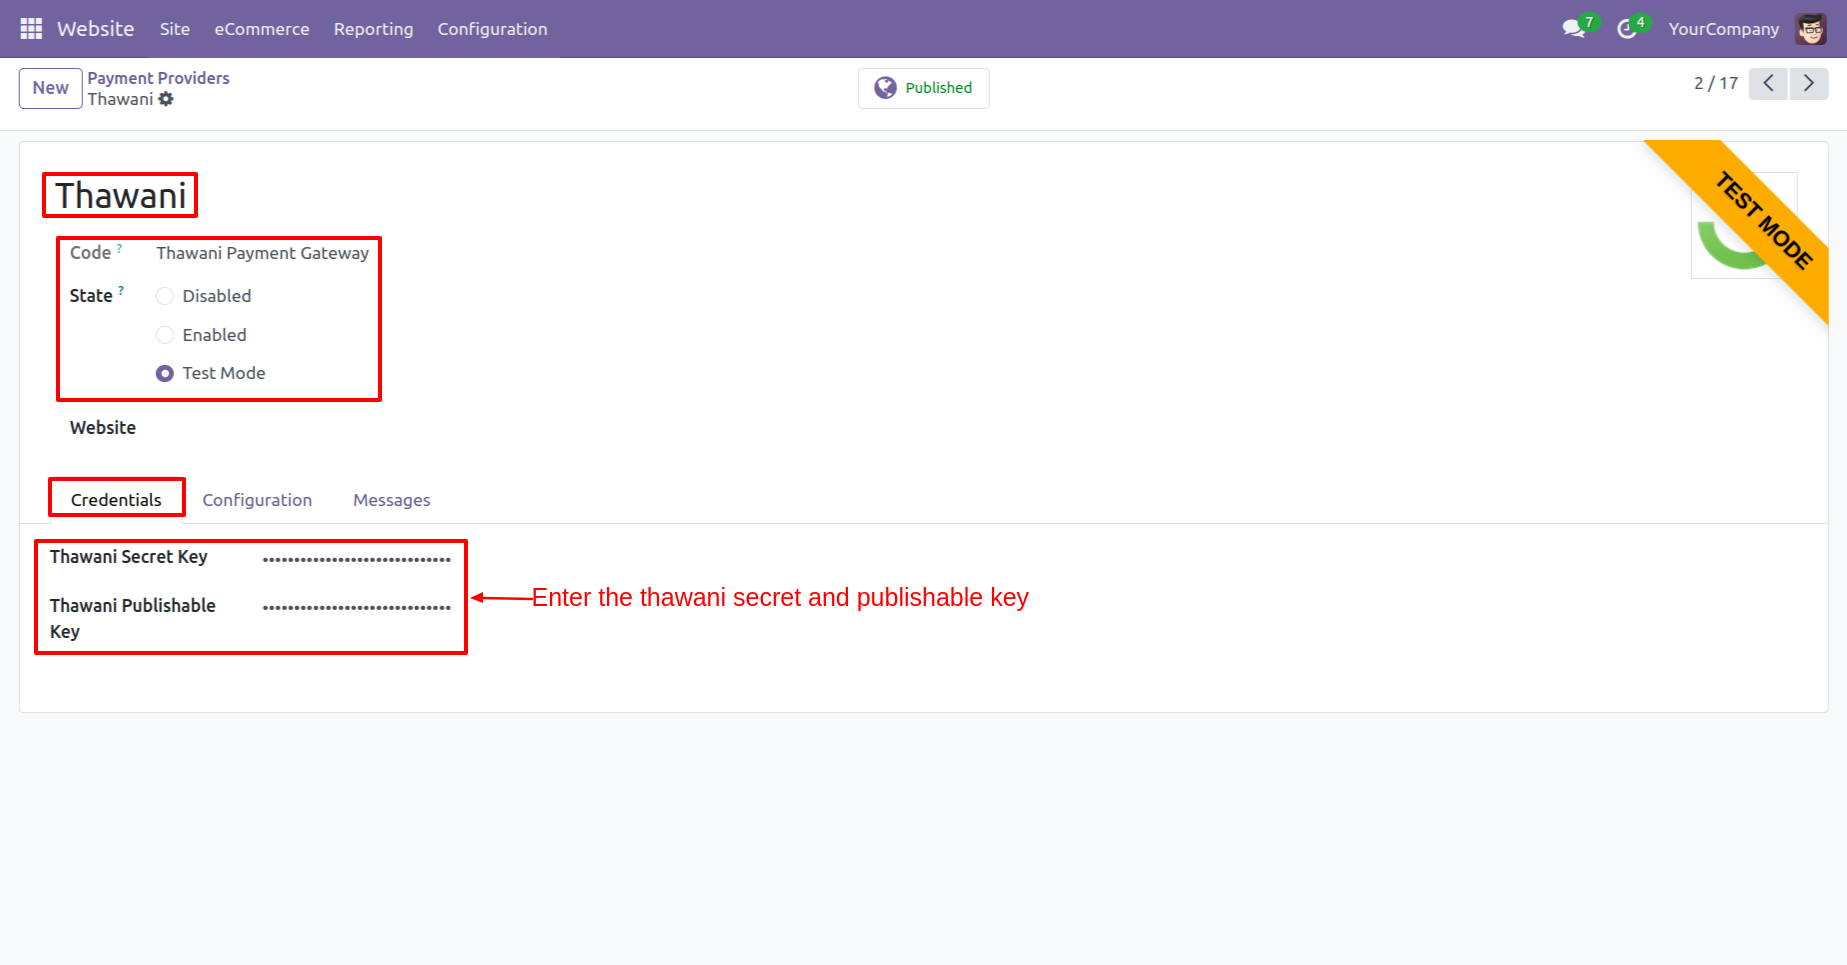 Website Site eCommerce Reporting Configuration 7 4 YourCompany
New Payment Providers Published 2 / 17
Thawani
TEST MODE
Thawani
Code ? Thawani Payment Gateway
State ? Disabled
Enabled
Test Mode
Website
Credentials Configuration Messages
Thawani Secret Key
Thawani Publishable
Key
Enter the thawani secret and publishable key